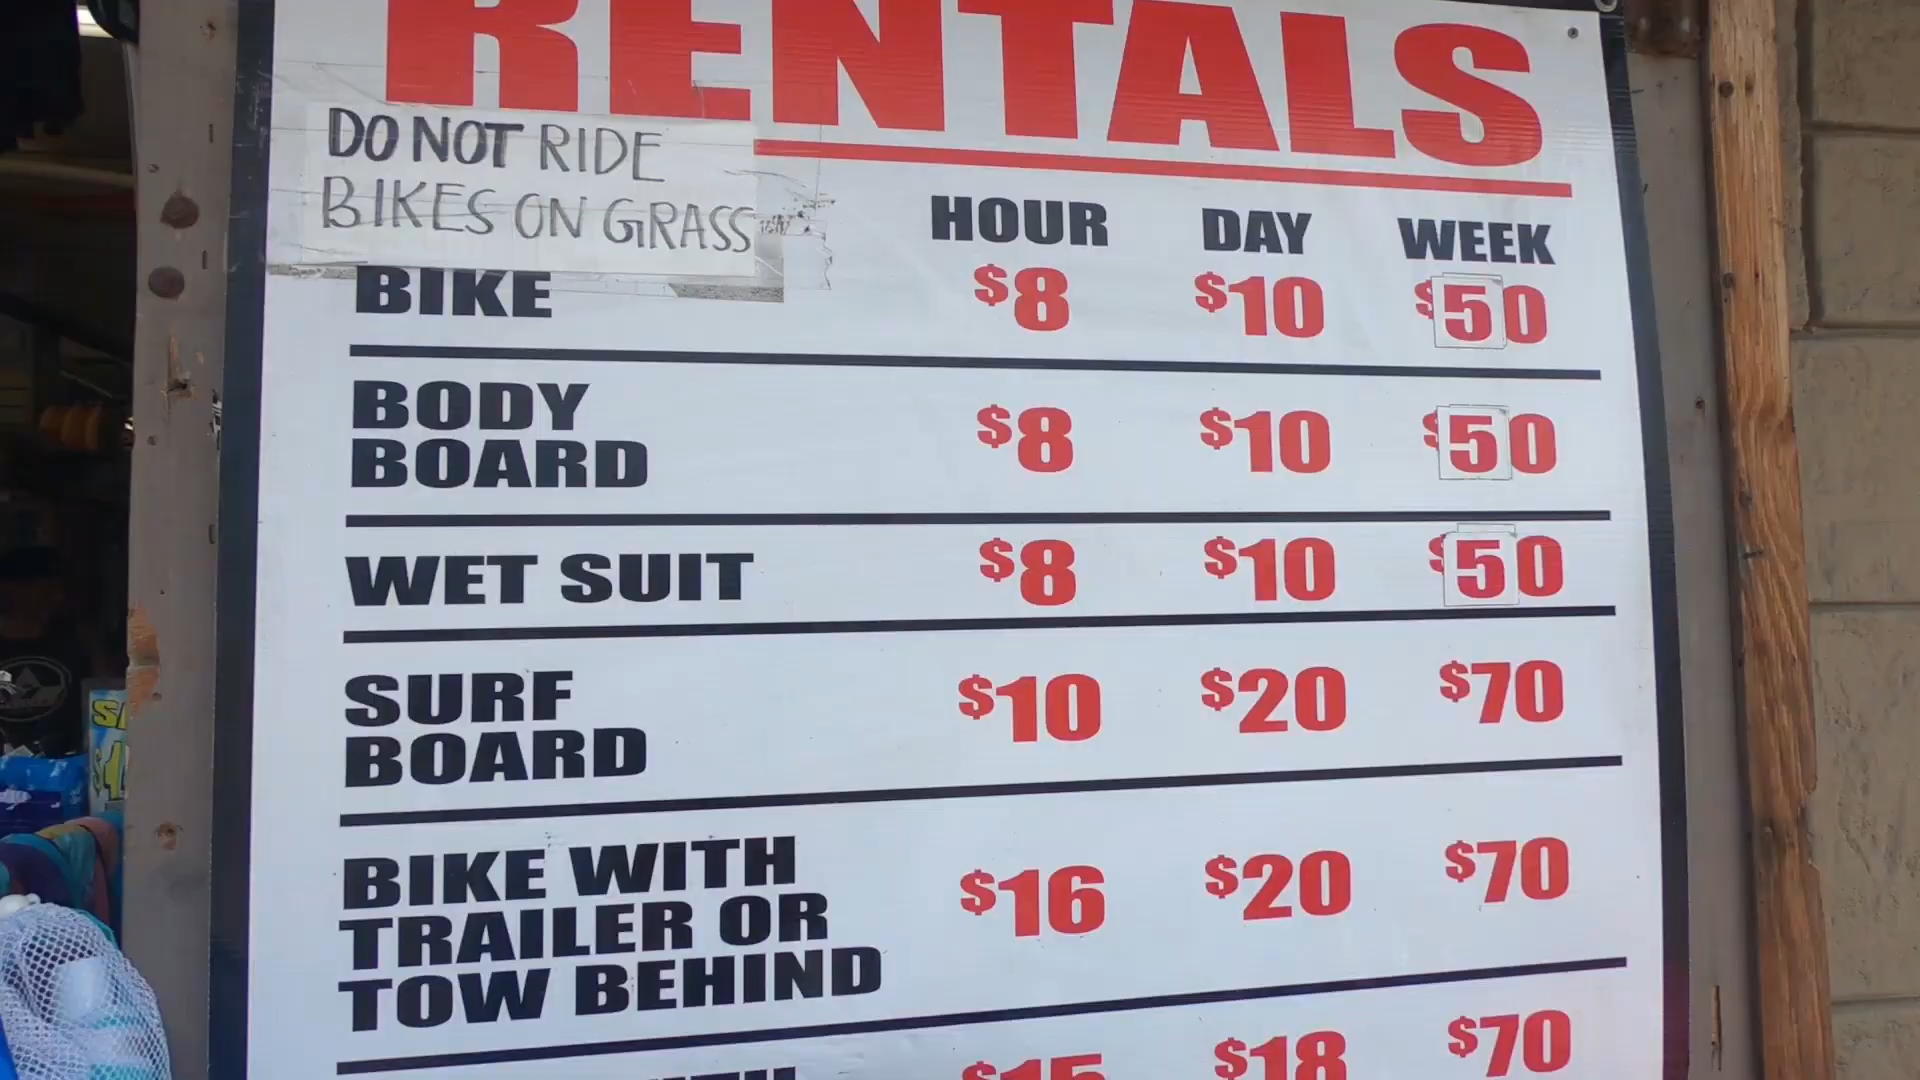 RENTALS
DO NOT RIDE
BIKES ON GRASS
HOUR DAY WEEK
BIKE $8 $10 $50
BODY
BOARD $8 $10 $50
WET SUIT $8 $10 $50
SURF
BOARD $10 $20 $70
BIKE WITH
TRAILER OR
TOW BEHIND $16 $20 $70
$15 $18 $70